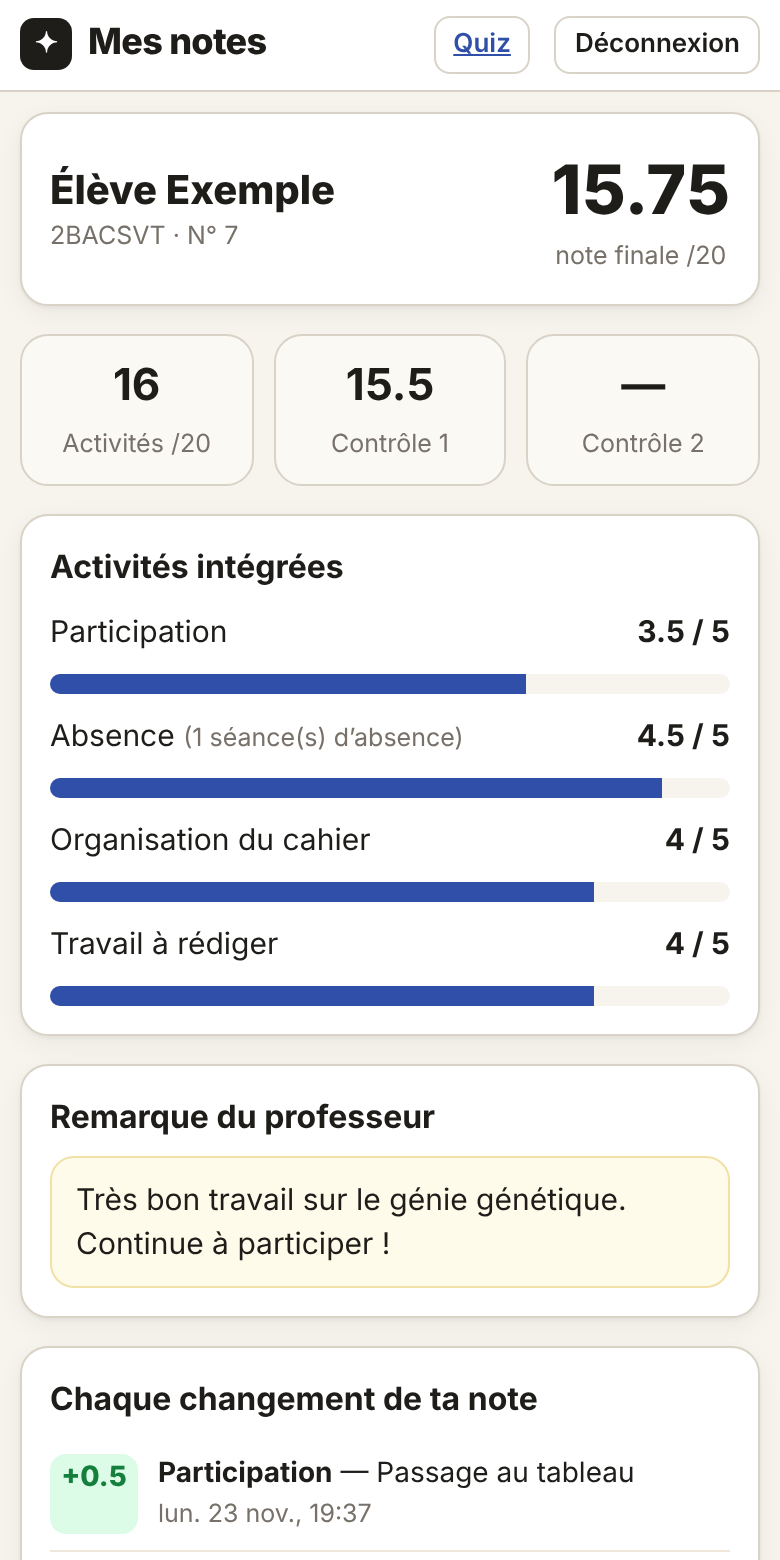 Mes notes
Quiz
Déconnexion
Élève Exemple
2BACSVT · N° 7
15.75
note finale /20
16
Activités /20
15.5
Contrôle 1
—
Contrôle 2
Activités intégrées
Participation 3.5 / 5
Absence (1 séance(s) d’absence) 4.5 / 5
Organisation du cahier 4 / 5
Travail à rédiger 4 / 5
Remarque du professeur
Très bon travail sur le génie génétique.
Continue à participer !
Chaque changement de ta note
+0.5 Participation — Passage au tableau
lun. 23 nov., 19:37